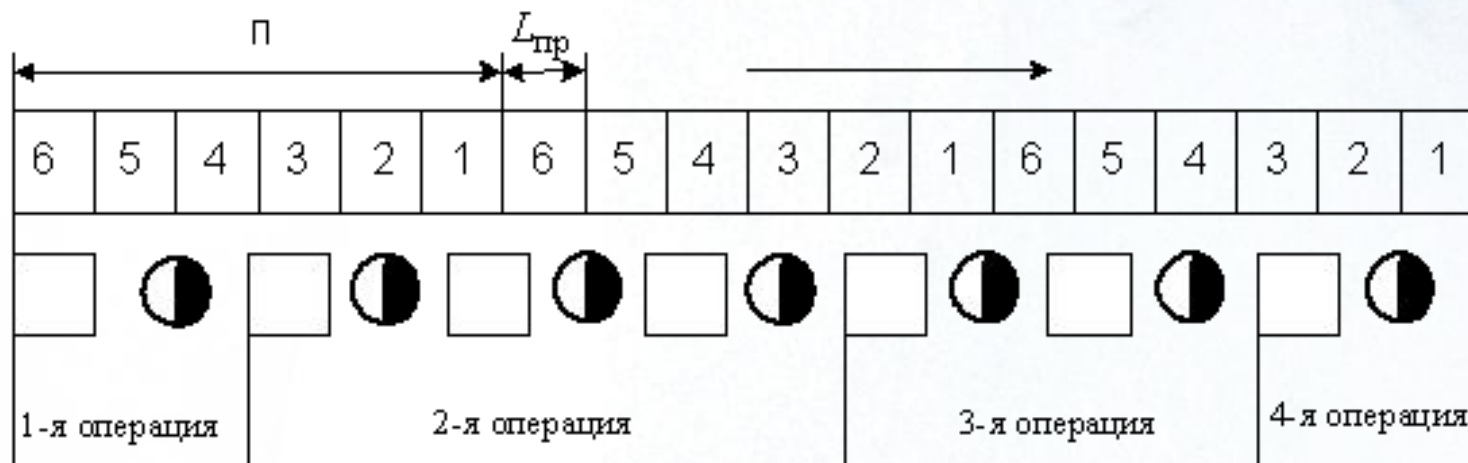 П Lпр
6 5 4 3 2 1 6 5 4 3 2 1 6 5 4 3 2 1
1-я операция 2-я операция 3-я операция 4-я операция